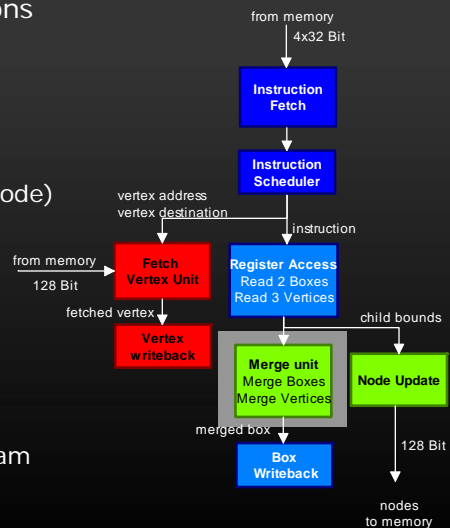 ons
from memory
4x32 Bit
Instruction
Fetch
Instruction
Scheduler
ode)
vertex address
vertex destination
instruction
from memory
128 Bit
Fetch
Vertex Unit
Register Access
Read 2 Boxes
Read 3 Vertices
fetched vertex
child bounds
Vertex
writeback
Merge unit
Merge Boxes
Merge Vertices
Node Update
merged box
128 Bit
am
Box
Writeback
nodes
to memory